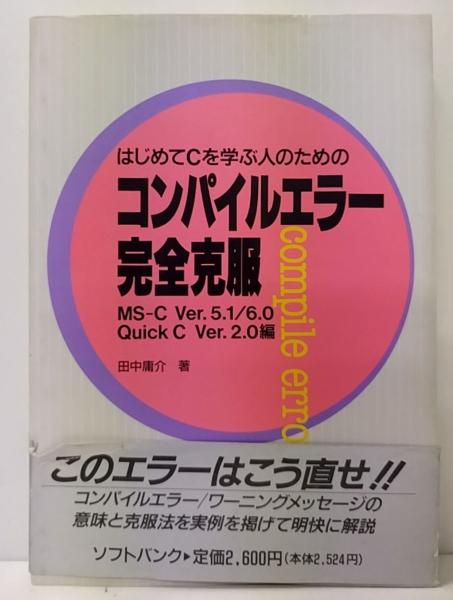 はじめてCを学ぶ人のための
コンパイルエラー
完全克服
MS-C Ver. 5.1/6.0
Quick C Ver. 2.0編
田中庸介 著
compile erro
このエラーはこう直せ!!
コンパイルエラー/ワーニングメッセージの
意味と克服法を実例を掲げて明快に解説
ソフトバンク▶定価2,600円(本体2,524円)